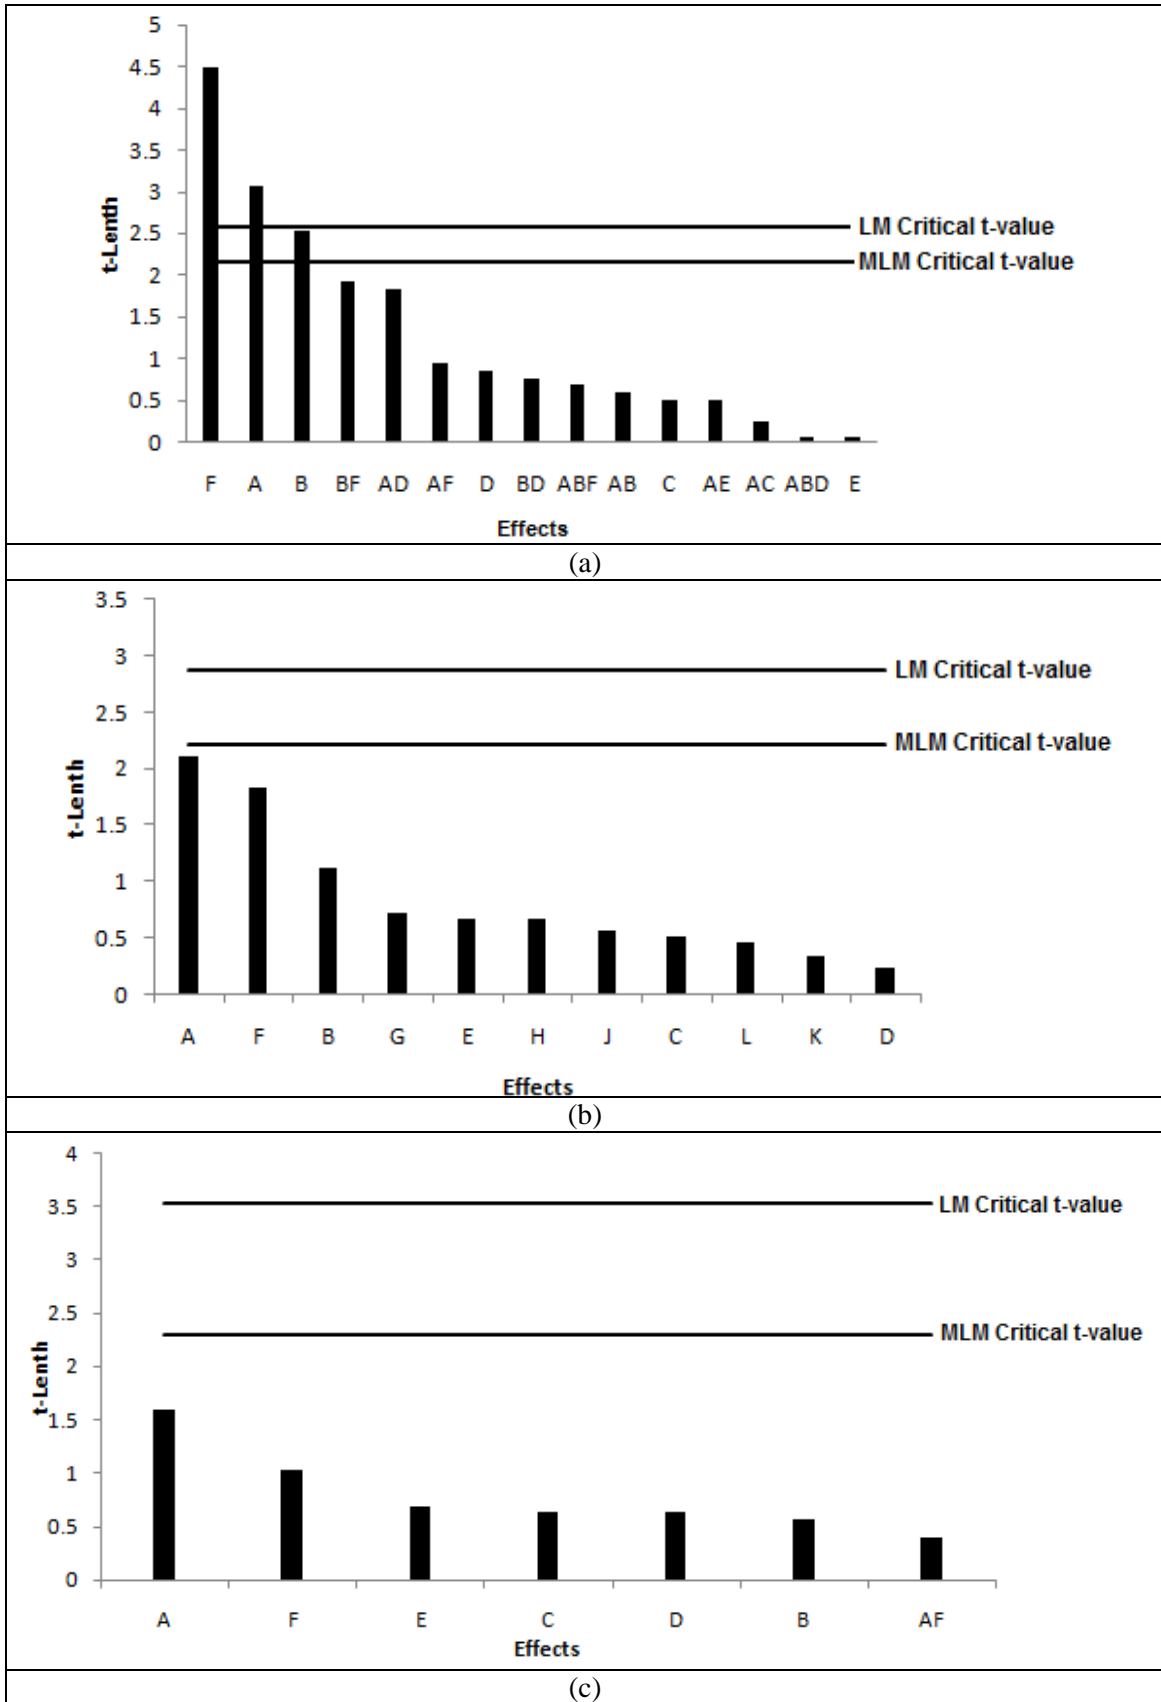 5
4.5
4
3.5
3
2.5
2
1.5
1
0.5
0
t-Lenth
LM Critical t-value
MLM Critical t-value
F A B BF AD AF D BD ABF AB C AE AC ABD E
Effects
(a)
3.5
3
2.5
2
1.5
1
0.5
0
t-Lenth
LM Critical t-value
MLM Critical t-value
A F B G E H J C L K D
Effects
(b)
4
3.5
3
2.5
2
1.5
1
0.5
0
t-Lenth
LM Critical t-value
MLM Critical t-value
A F E C D B AF
Effects
(c)